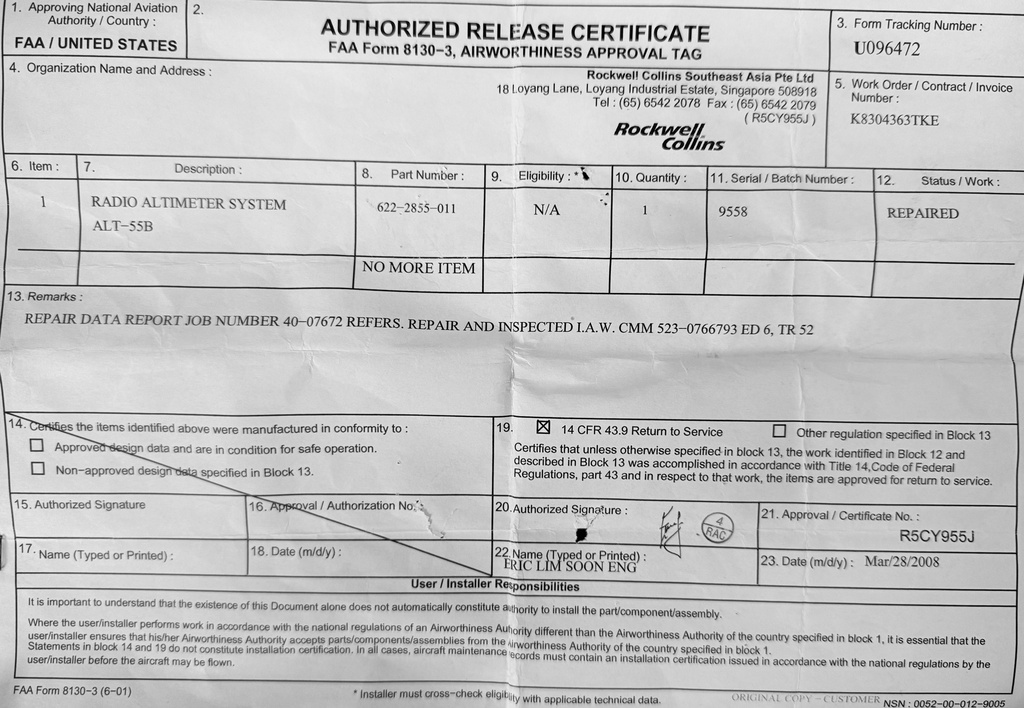 1. Approving National Aviation Authority / Country :
FAA / UNITED STATES
2.
AUTHORIZED RELEASE CERTIFICATE
FAA Form 8130-3, AIRWORTHINESS APPROVAL TAG
3. Form Tracking Number :
U096472
4. Organization Name and Address :
Rockwell Collins Southeast Asia Pte Ltd
18 Loyang Lane, Loyang Industrial Estate, Singapore 508918
Tel : (65) 6542 2078 Fax : (65) 6542 2079
( R5CY955J )
Rockwell
Collins
5. Work Order / Contract / Invoice
Number :
K8304363TKE
6. Item : 7. Description : 8. Part Number : 9. Eligibility : * 10. Quantity : 11. Serial / Batch Number : 12. Status / Work :
1 RADIO ALTIMETER SYSTEM 622-2855-011 N/A 1 9558 REPAIRED
ALT-55B
NO MORE ITEM
13. Remarks :
REPAIR DATA REPORT JOB NUMBER 40-07672 REFERS. REPAIR AND INSPECTED I.A.W. CMM 523-0766793 ED 6, TR 52
14. Certifies the items identified above were manufactured in conformity to :
Approved design data and are in condition for safe operation.
Non-approved design data specified in Block 13.
19. 14 CFR 43.9 Return to Service Other regulation specified in Block 13
Certifies that unless otherwise specified in block 13, the work identified in Block 12 and
described in Block 13 was accomplished in accordance with Title 14,Code of Federal
Regulations, part 43 and in respect to that work, the items are approved for return to service.
15. Authorized Signature
16. Approval / Authorization No. :
20. Authorized Signature :
4
RAC
21. Approval / Certificate No. :
R5CY955J
17. Name (Typed or Printed) :
18. Date (m/d/y) :
22. Name (Typed or Printed) :
ERIC LIM SOON ENG
23. Date (m/d/y) : Mar/28/2008
User / Installer Responsibilities
It is important to understand that the existence of this Document alone does not automatically constitute authority to install the part/component/assembly.
Where the user/installer performs work in accordance with the national regulations of an Airworthiness Authority different than the Airworthiness Authority of the country specified in block 1, it is essential that the
user/installer ensures that his/her Airworthiness Authority accepts parts/components/assemblies from the Airworthiness Authority of the country specified in block 1.
Statements in block 14 and 19 do not constitute installation certification. In all cases, aircraft maintenance records must contain an installation certification issued in accordance with the national regulations by the
user/installer before the aircraft may be flown.
FAA Form 8130-3 (6-01)
* Installer must cross-check eligibility with applicable technical data.
ORIGINAL COPY - CUSTOMER NSN : 0052-00-012-9005